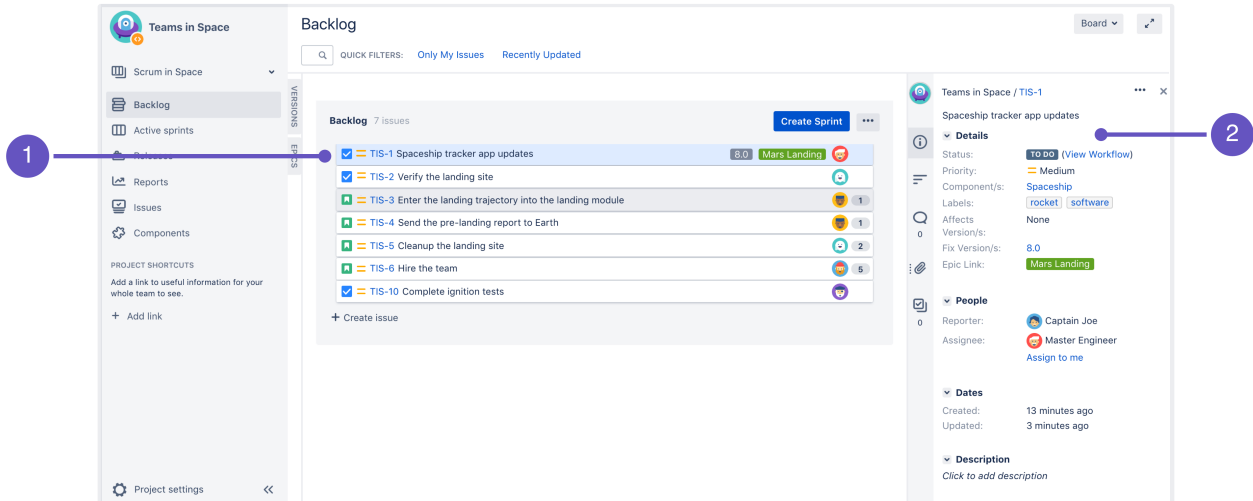 Teams in Space
Scrum in Space
Backlog
Active sprints
Releases
Reports
Issues
Components
PROJECT SHORTCUTS
Add a link to useful information for your
whole team to see.
+ Add link
Project settings
1
Backlog
Board
QUICK FILTERS: Only My Issues Recently Updated
VERSIONS
EPICS
Backlog 7 issues
Create Sprint
TIS-1 Spaceship tracker app updates 8.0 Mars Landing
TIS-2 Verify the landing site
TIS-3 Enter the landing trajectory into the landing module 1
TIS-4 Send the pre-landing report to Earth 1
TIS-5 Cleanup the landing site 2
TIS-6 Hire the team 5
TIS-10 Complete ignition tests
+ Create issue
0
0
Teams in Space / TIS-1
Spaceship tracker app updates
Details
Status: TO DO (View Workflow)
Priority: Medium
Component/s: Spaceship
Labels: rocket software
Affects None
Version/s:
Fix Version/s: 8.0
Epic Link: Mars Landing
People
Reporter: Captain Joe
Assignee: Master Engineer
Assign to me
Dates
Created: 13 minutes ago
Updated: 3 minutes ago
Description
Click to add description
2